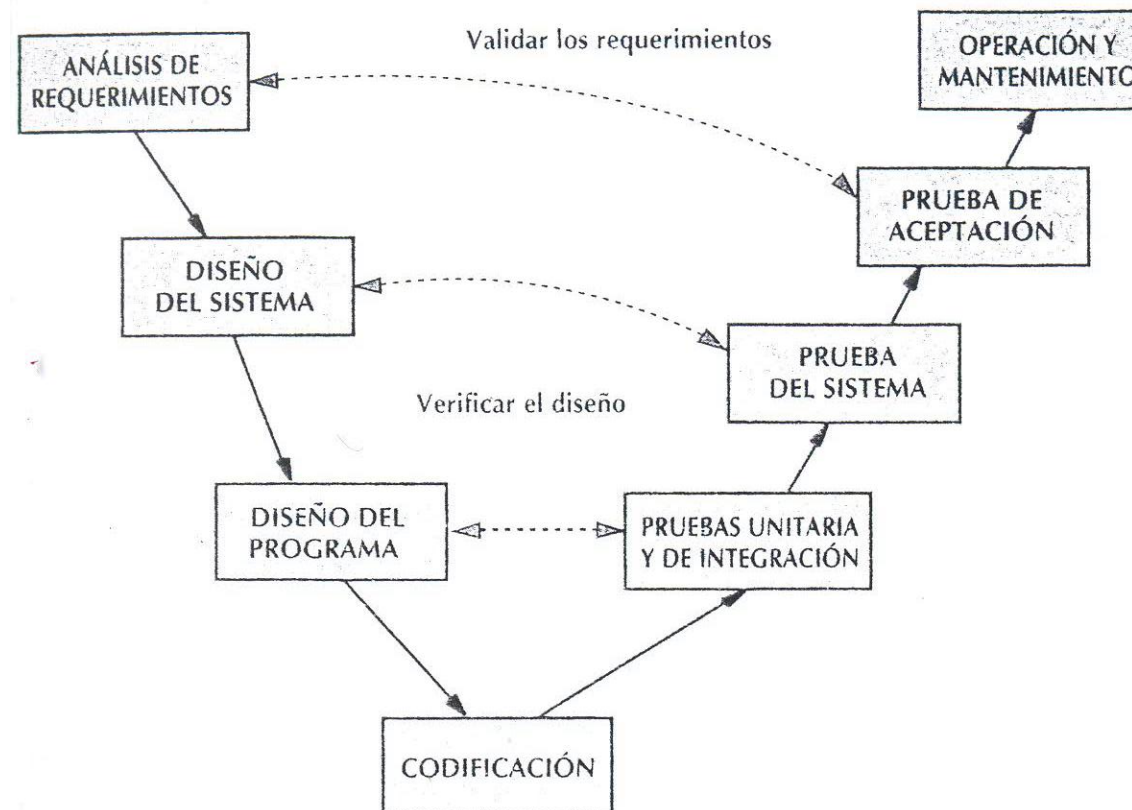 Validar los requerimientos
OPERACIÓN Y
MANTENIMIENTO
ANÁLISIS DE
REQUERIMIENTOS
PRUEBA DE
ACEPTACIÓN
DISEÑO
DEL SISTEMA
PRUEBA
DEL SISTEMA
Verificar el diseño
DISEÑO DEL
PROGRAMA
PRUEBAS UNITARIA
Y DE INTEGRACIÓN
CODIFICACIÓN